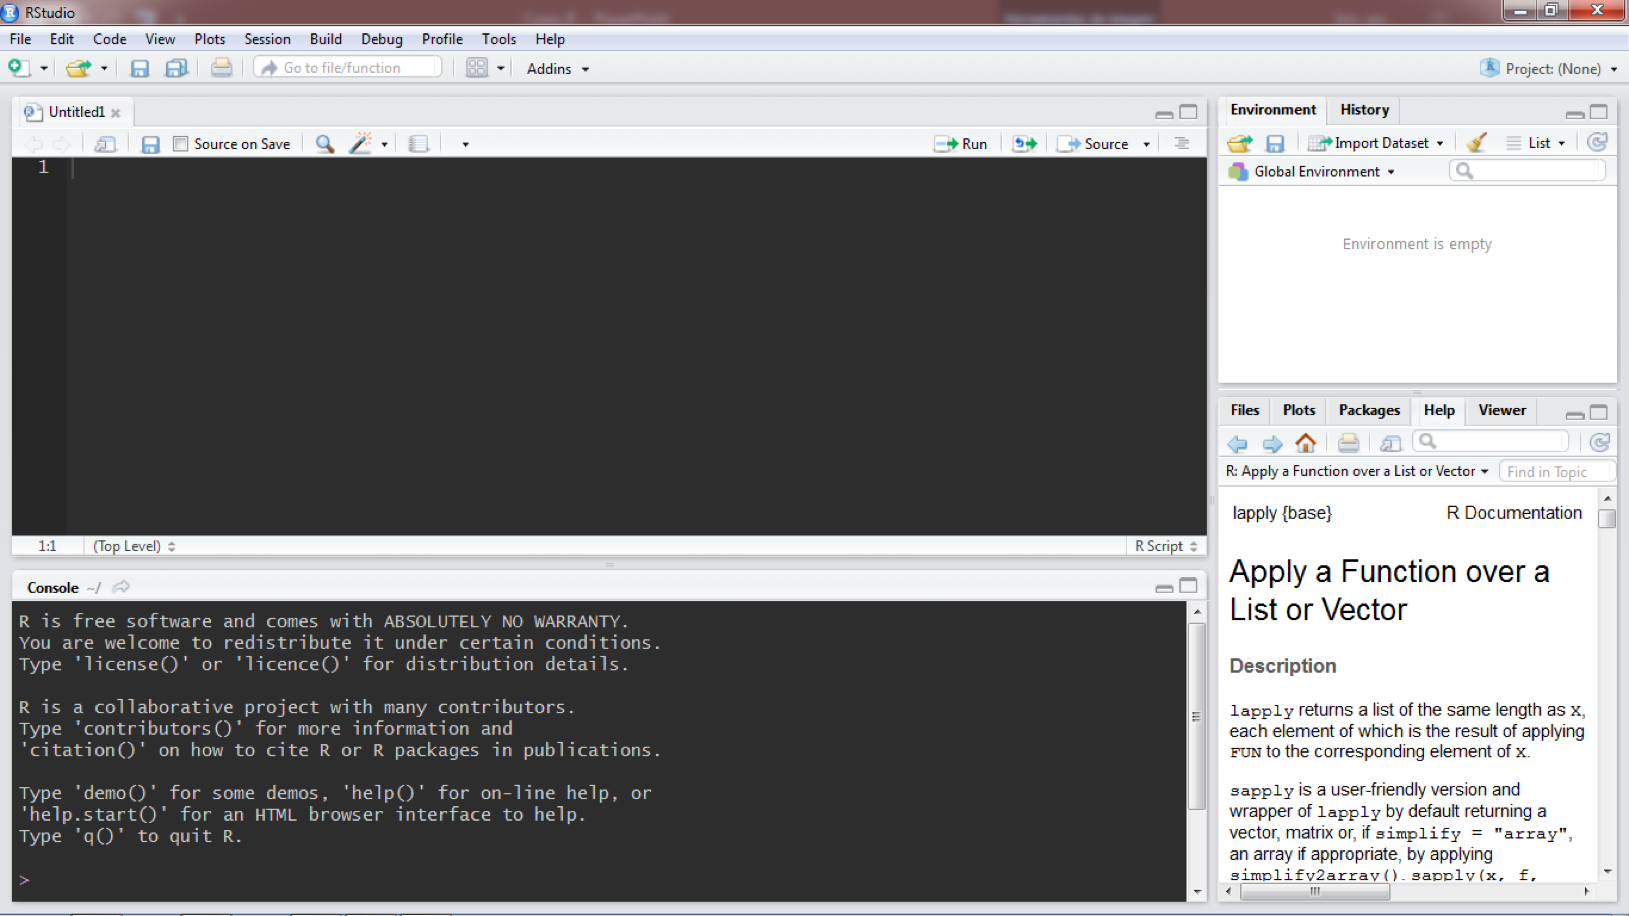 RStudio
File Edit Code View Plots Session Build Debug Profile Tools Help
Go to file/function Addins Project: (None)
Untitled1
Source on Save Run Source
1
1:1 (Top Level) R Script
Console ~/
R is free software and comes with ABSOLUTELY NO WARRANTY.
You are welcome to redistribute it under certain conditions.
Type 'license()' or 'licence()' for distribution details.
R is a collaborative project with many contributors.
Type 'contributors()' for more information and
'citation()' on how to cite R or R packages in publications.
Type 'demo()' for some demos, 'help()' for on-line help, or
'help.start()' for an HTML browser interface to help.
Type 'q()' to quit R.
>
Environment History
Import Dataset List
Global Environment
Environment is empty
Files Plots Packages Help Viewer
R: Apply a Function over a List or Vector Find in Topic
lapply {base} R Documentation
Apply a Function over a
List or Vector
Description
lapply returns a list of the same length as X,
each element of which is the result of applying
FUN to the corresponding element of X.
sapply is a user-friendly version and
wrapper of lapply by default returning a
vector, matrix or, if simplify = "array",
an array if appropriate, by applying
simplify2array(). sapply(x, f,